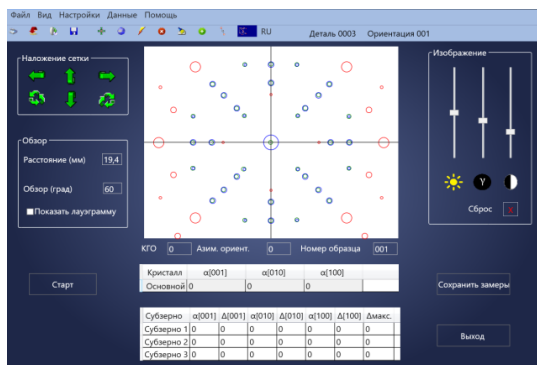 Файл Вид Настройки Данные Помощь
RU Деталь 0003 Ориентация 001
Наложение сетки
Изображение
Обзор
Расстояние (мм) 19,4
Обзор (град) 60
Показать лауэграмму
Y
Сброс x
КГО 0 Азим. ориент. 0 Номер образца 001
Кристалл α[001] α[010] α[100]
Основной 0 0 0
Старт
Сохранить замеры
Субзерно α[001] Δ[001] α[010] Δ[010] α[100] Δ[100] Δмакс.
Субзерно 1 0 0 0 0 0 0 0
Субзерно 2 0 0 0 0 0 0 0
Субзерно 3 0 0 0 0 0 0 0
Выход